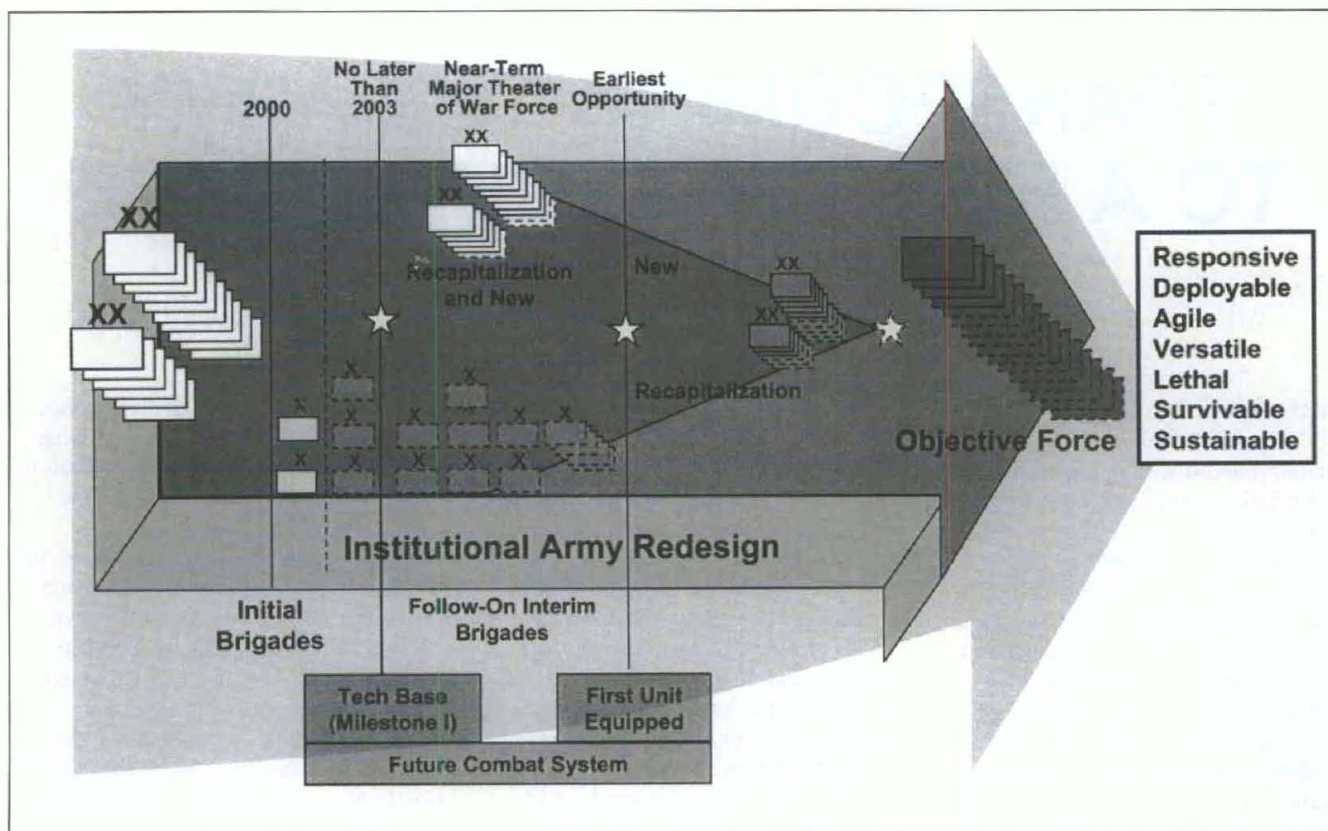 No Later
Than
2003
Near-Term
Major Theater
of War Force
Earliest
Opportunity
2000
XX
XX
XX
XX
Recapitalization
and New
New
XX
XX
Recapitalization
X
X
X
X
X
X
X
X
X
X
X
X
Objective Force
Responsive
Deployable
Agile
Versatile
Lethal
Survivable
Sustainable
Institutional Army Redesign
Initial
Brigades
Follow-On Interim
Brigades
Tech Base
(Milestone I)
First Unit
Equipped
Future Combat System